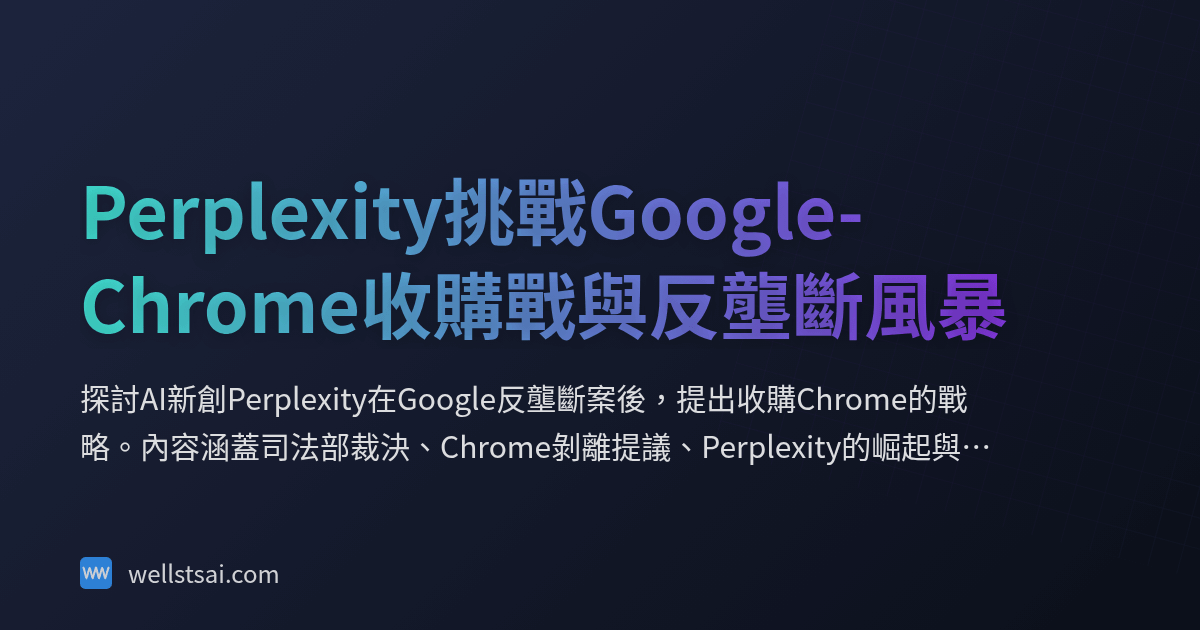 Perplexity挑戰Google-
Chrome收購戰與反壟斷風暴
探討AI新創Perplexity在Google反壟斷案後，提出收購Chrome的戰
略。內容涵蓋司法部裁決、Chrome剝離提議、Perplexity的崛起與…
W
wellstsai.com